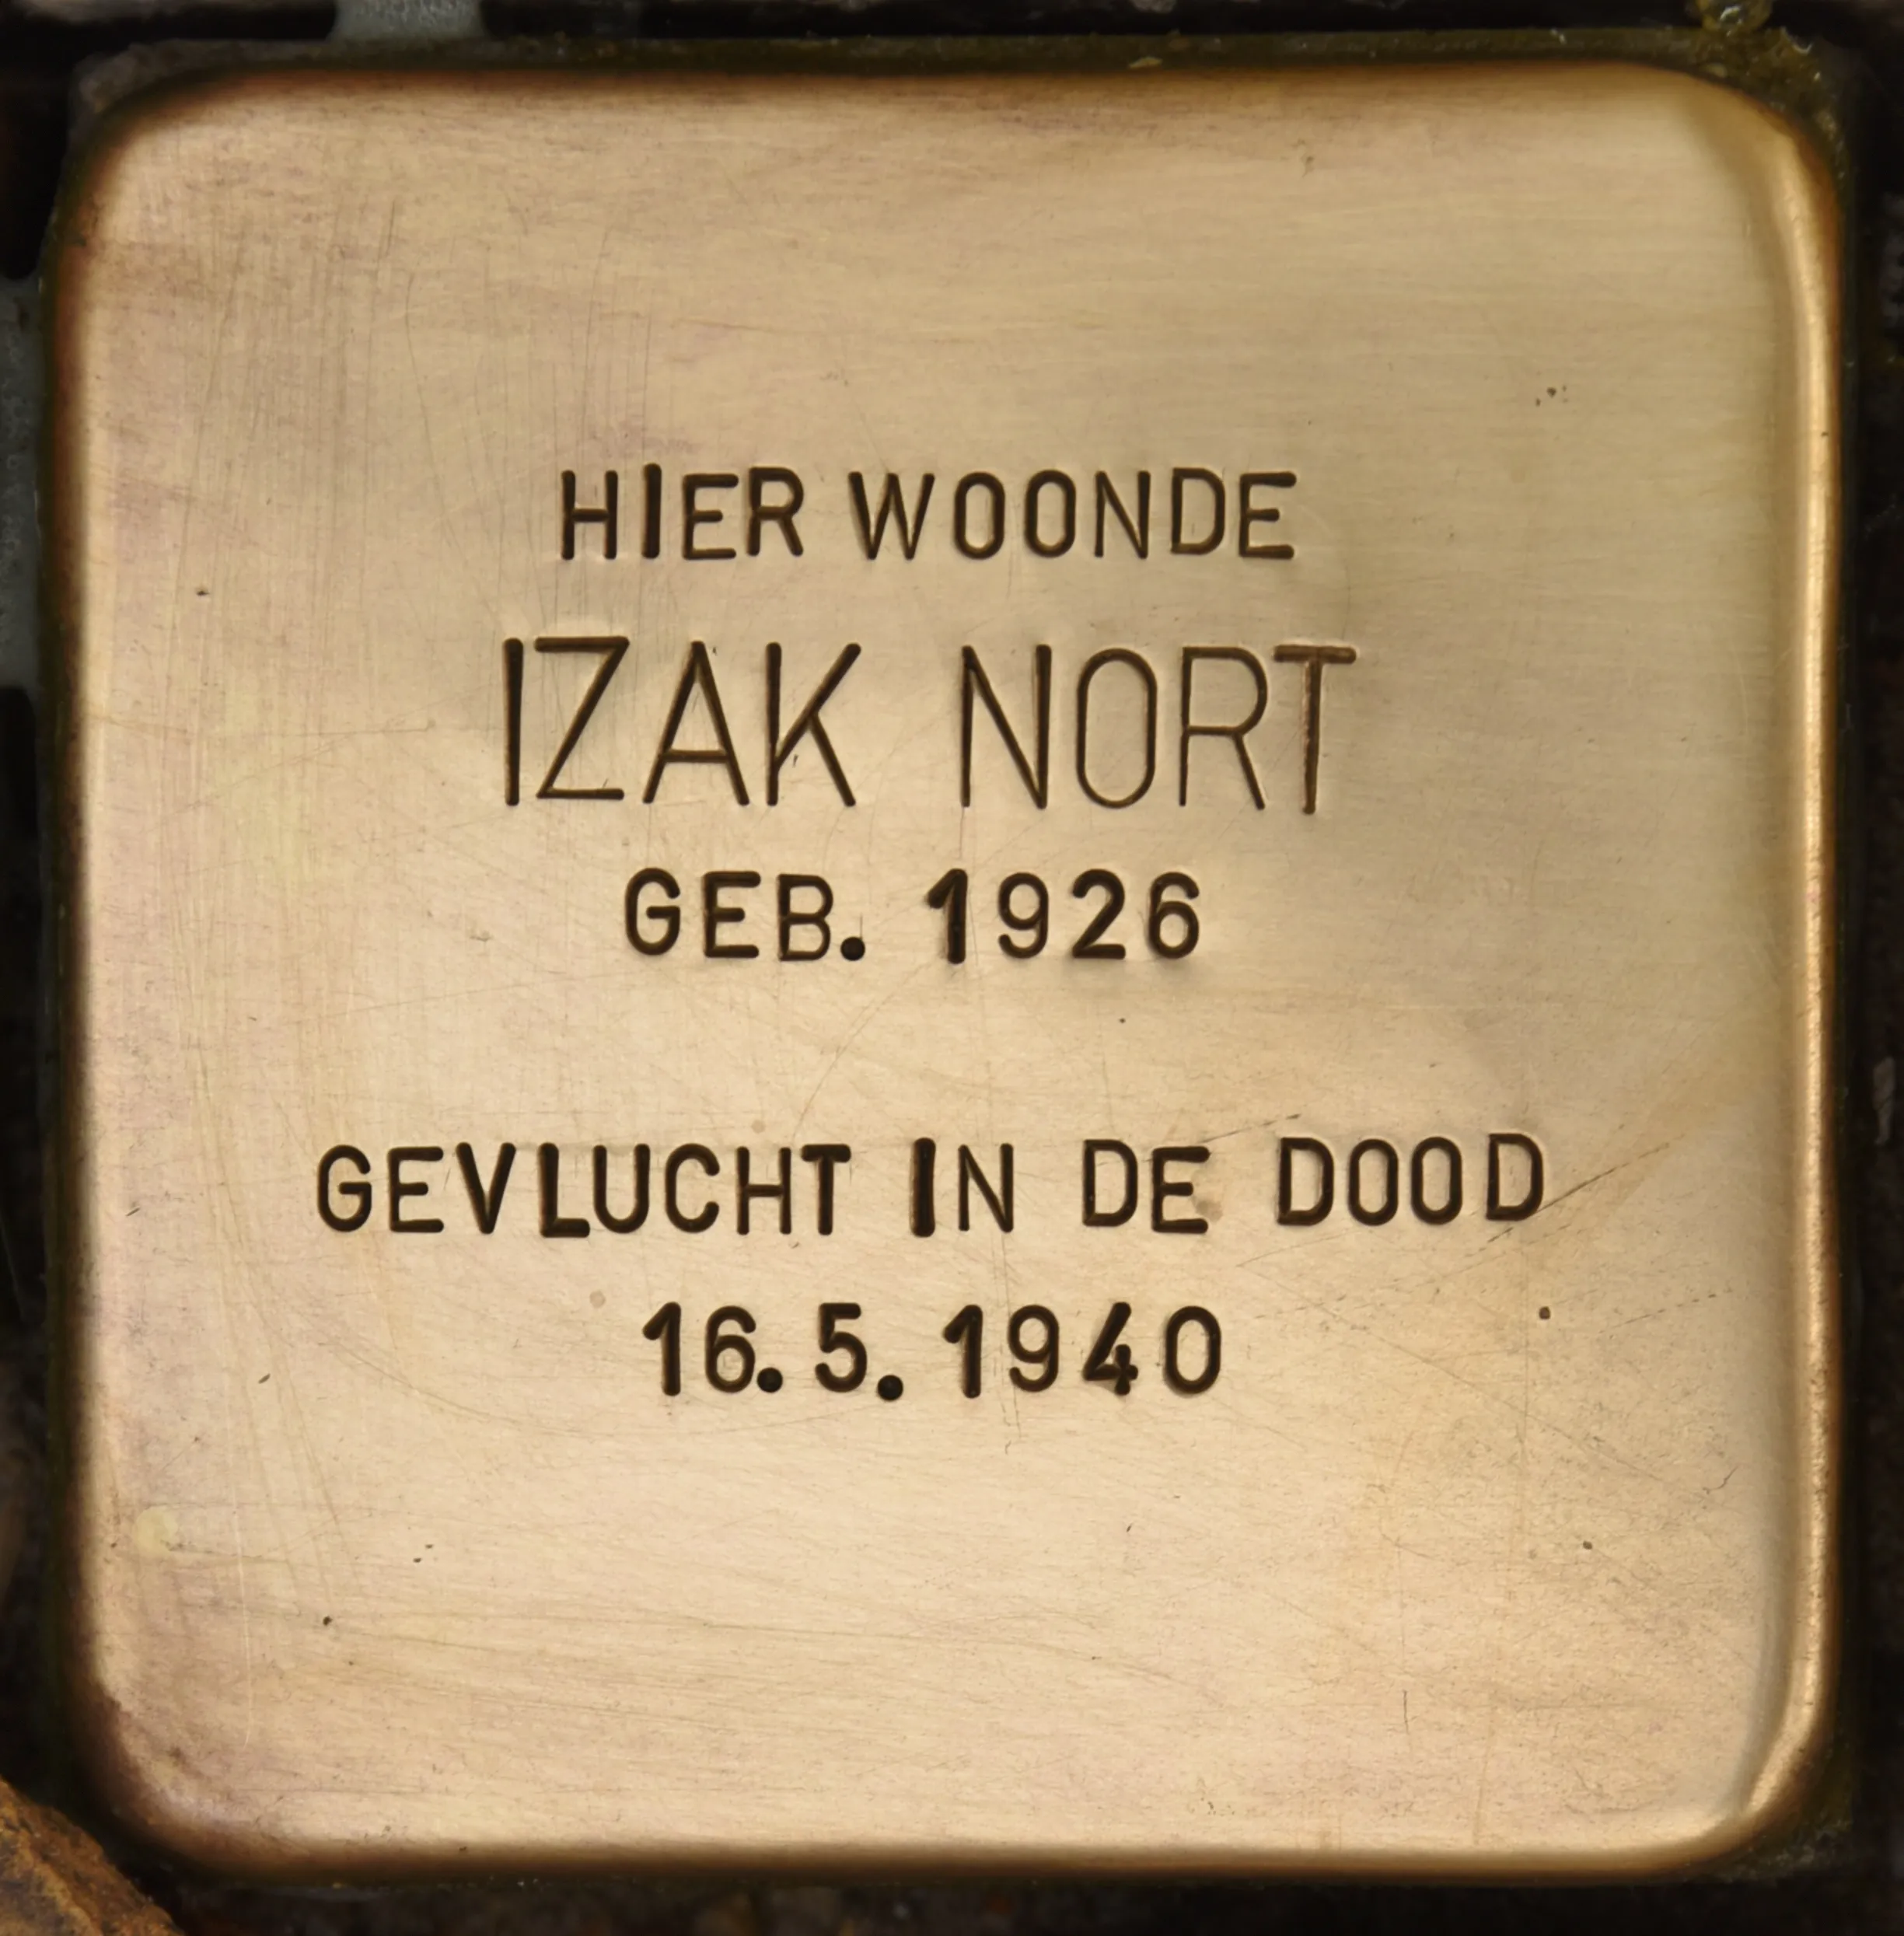 HIER WOONDE
IZAK NORT
GEB. 1926
GEVLUCHT IN DE DOOD
16.5.1940